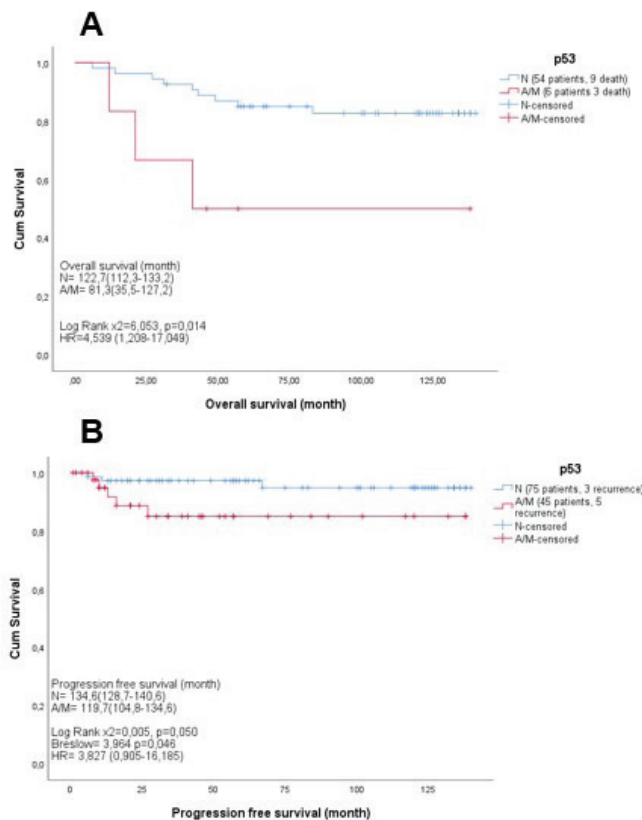 A
p53
N (54 patients, 9 death)
A/M (6 patients 3 death)
N-censored
A/M-censored
Cum Survival
1,0
0,8
0,6
0,4
0,2
0,0
Overall survival (month)
N= 122,7(112,3-133,2)
A/M= 81,3(35,5-127,2)
Log Rank x2=6,053, p=0,014
HR=4,539 (1,208-17,049)
,00 25,00 50,00 75,00 100,00 125,00
Overall survival (month)
B
p53
N (75 patients, 3 recurrence)
A/M (45 patients, 5
recurrence)
N-censored
A/M-censored
Cum Survival
1,0
0,8
0,6
0,4
0,2
0,0
Progression free survival (month)
N= 134,6(128,7-140,6)
A/M= 119,7(104,8-134,6)
Log Rank x2=0,005, p=0,050
Breslow= 3,964 p=0,046
HR= 3,827 (0,905-16,185)
0 25 50 75 100 125
Progression free survival (month)